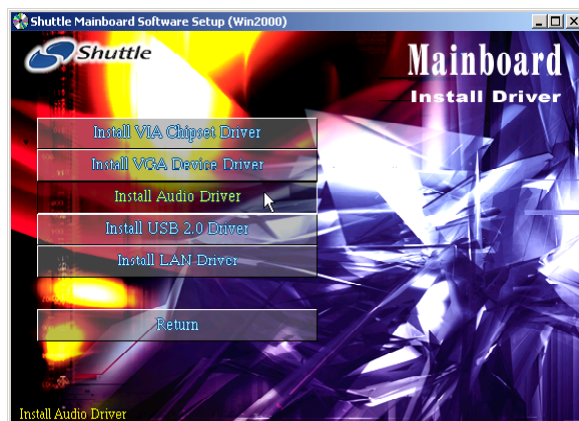 Shuttle Mainboard Software Setup (Win2000)
Shuttle
Mainboard
Install Driver
Install VIA Chipset Driver
Install VGA Device Driver
Install Audio Driver
Install USB 2.0 Driver
Install LAN Driver
Return
Install Audio Driver